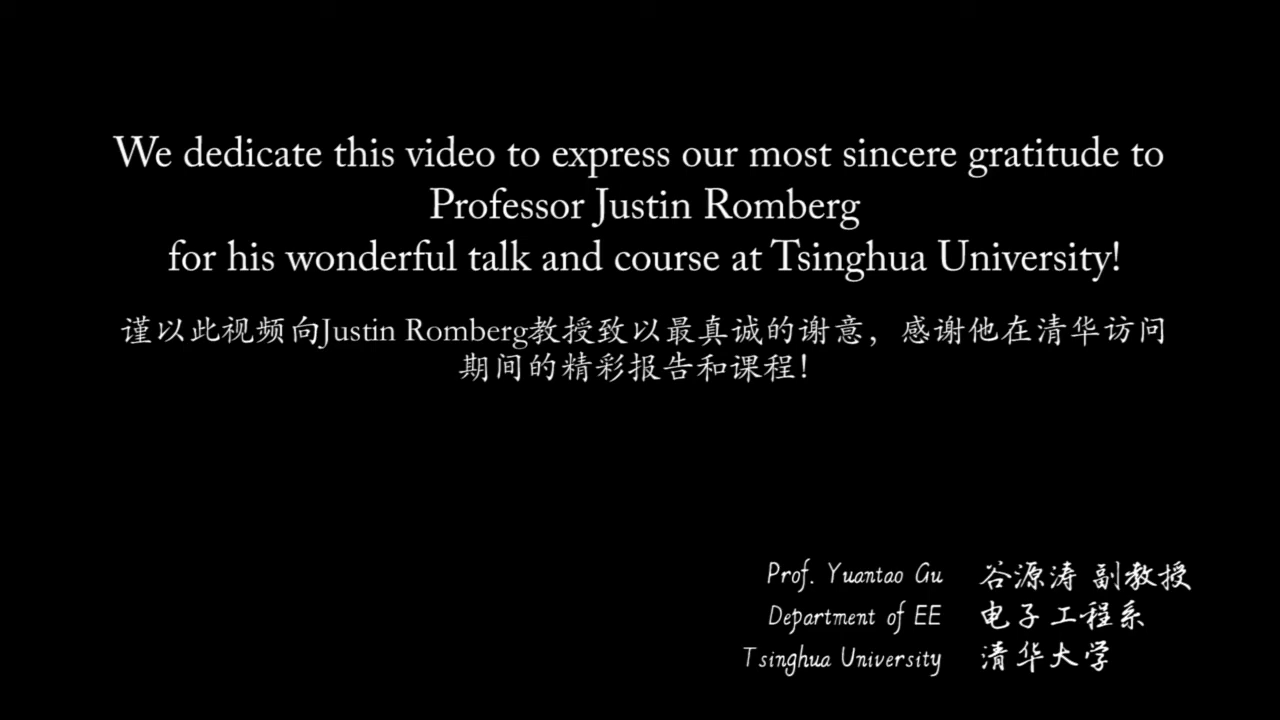 We dedicate this video to express our most sincere gratitude to
Professor Justin Romberg
for his wonderful talk and course at Tsinghua University!
谨以此视频向Justin Romberg教授致以最真诚的谢意，感谢他在清华访问
期间的精彩报告和课程！
Prof. Yuantao Gu 谷源涛 副教授
Department of EE 电子工程系
Tsinghua University 清华大学